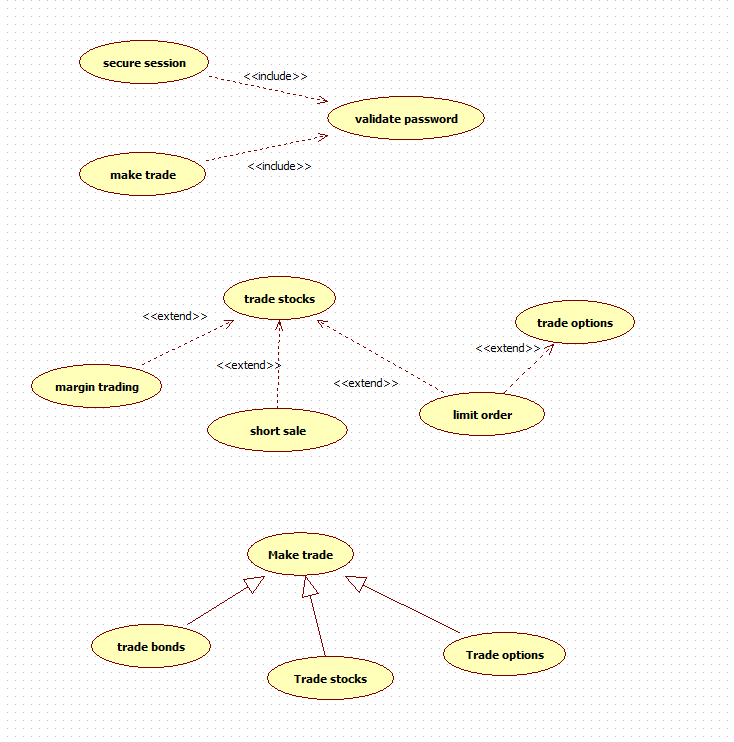 secure session
<<include>>
validate password
<<include>>
make trade
trade stocks
<<extend>>
trade options
<<extend>>
<<extend>>
<<extend>>
margin trading
limit order
short sale
Make trade
trade bonds
Trade options
Trade stocks